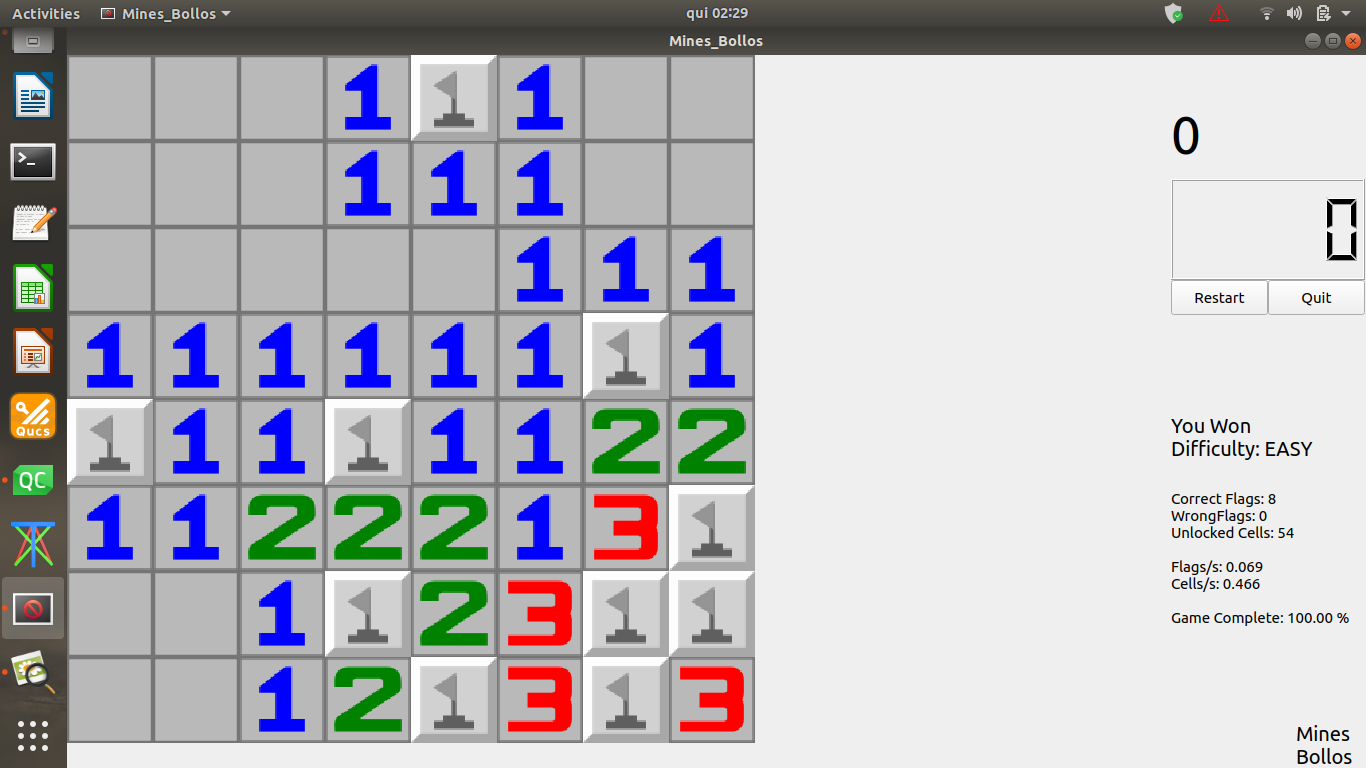 Activities Mines_Bollos qui 02:29
Mines_Bollos
1 1
1 1 1
1 1 1
1 1 1 1 1 1 1
1 1 1 1 2 2
1 1 2 2 2 1 3
1 2 3
1 2 3 3
0
0
Restart Quit
You Won
Difficulty: EASY
Correct Flags: 8
WrongFlags: 0
Unlocked Cells: 54
Flags/s: 0.069
Cells/s: 0.466
Game Complete: 100.00 %
Mines
Bollos
>_
Qucs
QC